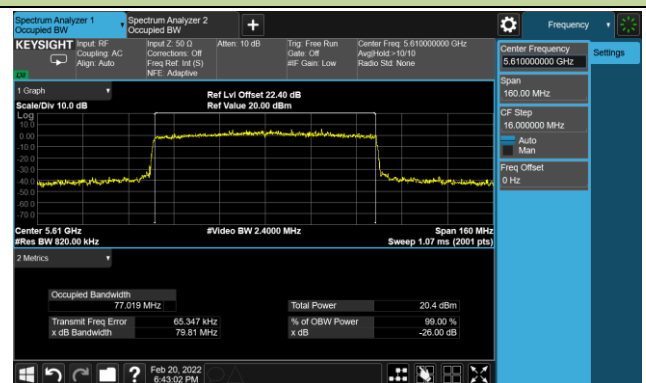 Spectrum Analyzer 1
Occupied BW
Spectrum Analyzer 2
Occupied BW
Frequency
KEYSIGHT
Input: RF
Coupling: AC
Align: Auto
Input Z: 50 Ω
Corrections: Off
Freq Ref: Int (S)
NFE: Adaptive
Atten: 10 dB
Trig: Free Run
Gate: Off
#IF Gain: Low
Center Freq: 5.610000000 GHz
Avg|Hold:>10/10
Radio Std: None
LXI
1 Graph
Scale/Div 10.0 dB
Ref Lvl Offset 22.40 dB
Ref Value 20.00 dBm
Log
10.0
0.00
-10.0
-20.0
-30.0
-40.0
-50.0
-60.0
-70.0
Center 5.61 GHz
#Res BW 820.00 kHz
#Video BW 2.4000 MHz
Span 160 MHz
Sweep 1.07 ms (2001 pts)
2 Metrics
Occupied Bandwidth
77.019 MHz
Transmit Freq Error 65.347 kHz
x dB Bandwidth 79.81 MHz
Total Power 20.4 dBm
% of OBW Power 99.00 %
x dB -26.00 dB
Feb 20, 2022
6:43:02 PM
Center Frequency
5.610000000 GHz
Span
160.00 MHz
CF Step
16.000000 MHz
Auto
Man
Freq Offset
0 Hz
Settings